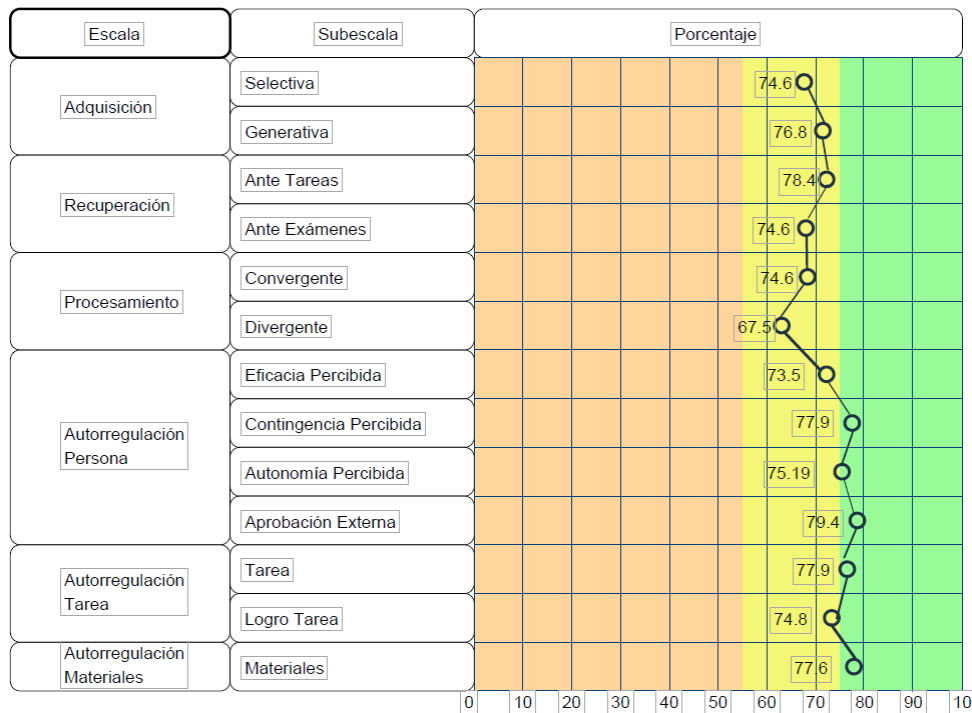 Escala Subescala Porcentaje
Adquisición
Selectiva 74.6
Generativa 76.8
Recuperación
Ante Tareas 78.4
Ante Exámenes 74.6
Procesamiento
Convergente 74.6
Divergente 67.5
Autorregulación
Persona
Eficacia Percibida 73.5
Contingencia Percibida 77.9
Autonomía Percibida 75.19
Aprobación Externa 79.4
Autorregulación
Tarea
Tarea 77.9
Logro Tarea 74.8
Autorregulación
Materiales
Materiales 77.6
0 10 20 30 40 50 60 70 80 90 10